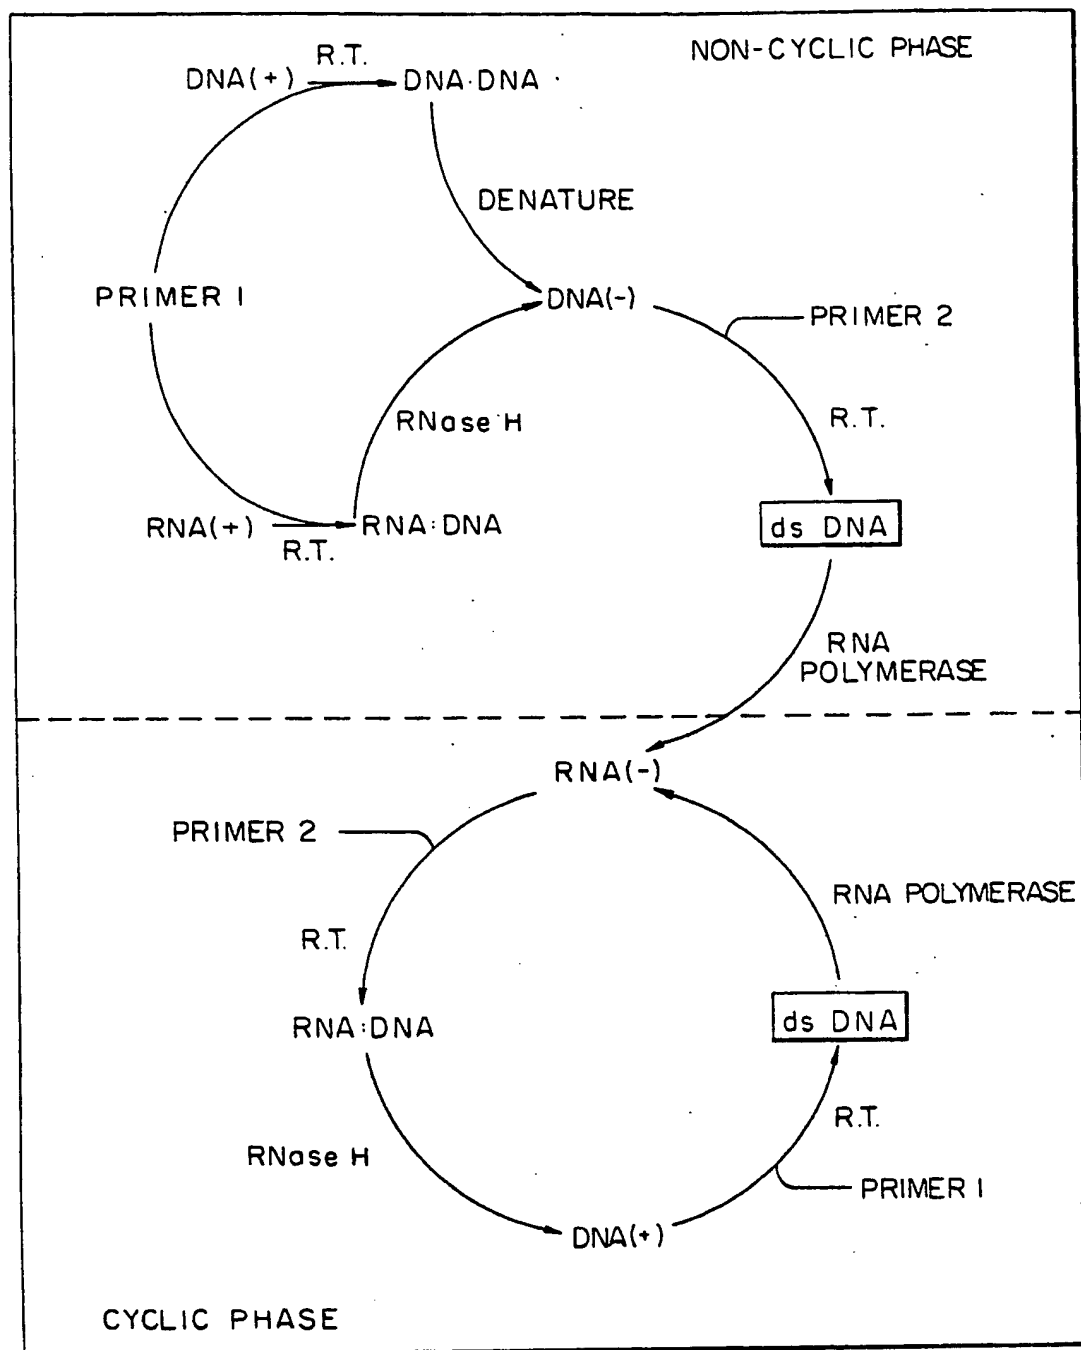 NON-CYCLIC PHASE
R.T.
DNA(+)
DNA·DNA
DENATURE
PRIMER 1
DNA(-)
PRIMER 2
RNase H
R.T.
RNA(+)
RNA:DNA
R.T.
ds DNA
RNA
POLYMERASE
RNA(-)
PRIMER 2
RNA POLYMERASE
R.T.
RNA:DNA
ds DNA
R.T.
RNase H
PRIMER 1
DNA(+)
CYCLIC PHASE